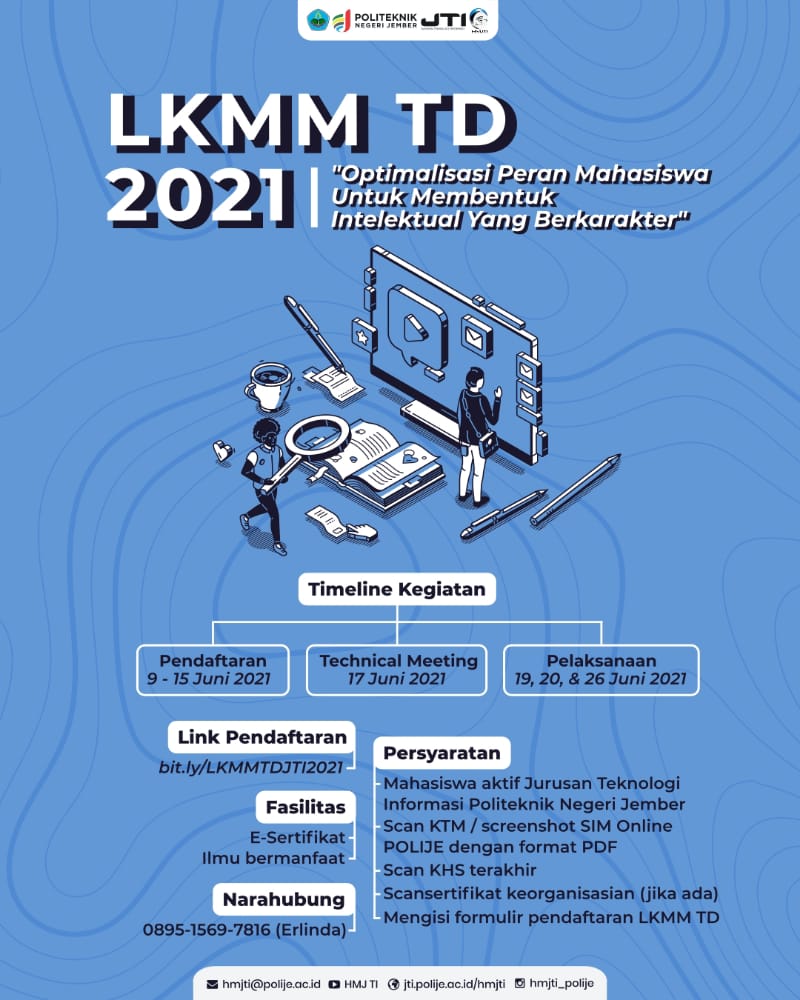 POLITEKNIK
NEGERI JEMBER
JTI
HMJTI
LKMM TD
2021
"Optimalisasi Peran Mahasiswa
Untuk Membentuk
Intelektual Yang Berkarakter"
Timeline Kegiatan
Pendaftaran
9 - 15 Juni 2021
Technical Meeting
17 Juni 2021
Pelaksanaan
19, 20, & 26 Juni 2021
Link Pendaftaran
bit.ly/LKMMTDJTI2021
Fasilitas
E-Sertifikat
Ilmu bermanfaat
Narahubung
0895-1569-7816 (Erlinda)
Persyaratan
Mahasiswa aktif Jurusan Teknologi
Informasi Politeknik Negeri Jember
Scan KTM / screenshot SIM Online
POLIJE dengan format PDF
Scan KHS terakhir
Scansertifikat keorganisasian (jika ada)
Mengisi formulir pendaftaran LKMM TD
hmjti@polije.ac.id HMJ TI jti.polije.ac.id/hmjti hmjti_polije